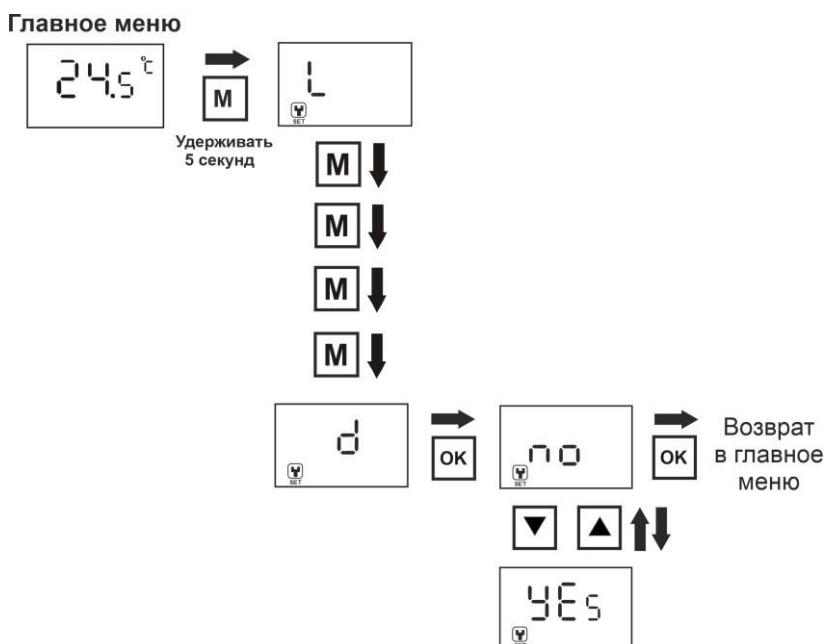 Главное меню
24.5 °C
M
Удерживать
5 секунд
L
SET
M
M
M
M
d
SET
OK
no
SET
OK
Возврат
в главное
меню
yES